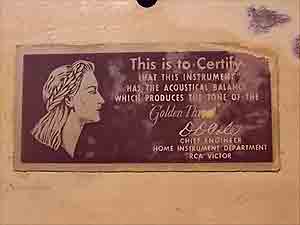 This is to Certify
THAT THIS INSTRUMENT
HAS THE ACOUSTICAL BALANCE
WHICH PRODUCES THE TONE OF THE
Golden Throat
CHIEF ENGINEER
HOME INSTRUMENT DEPARTMENT
RCA VICTOR